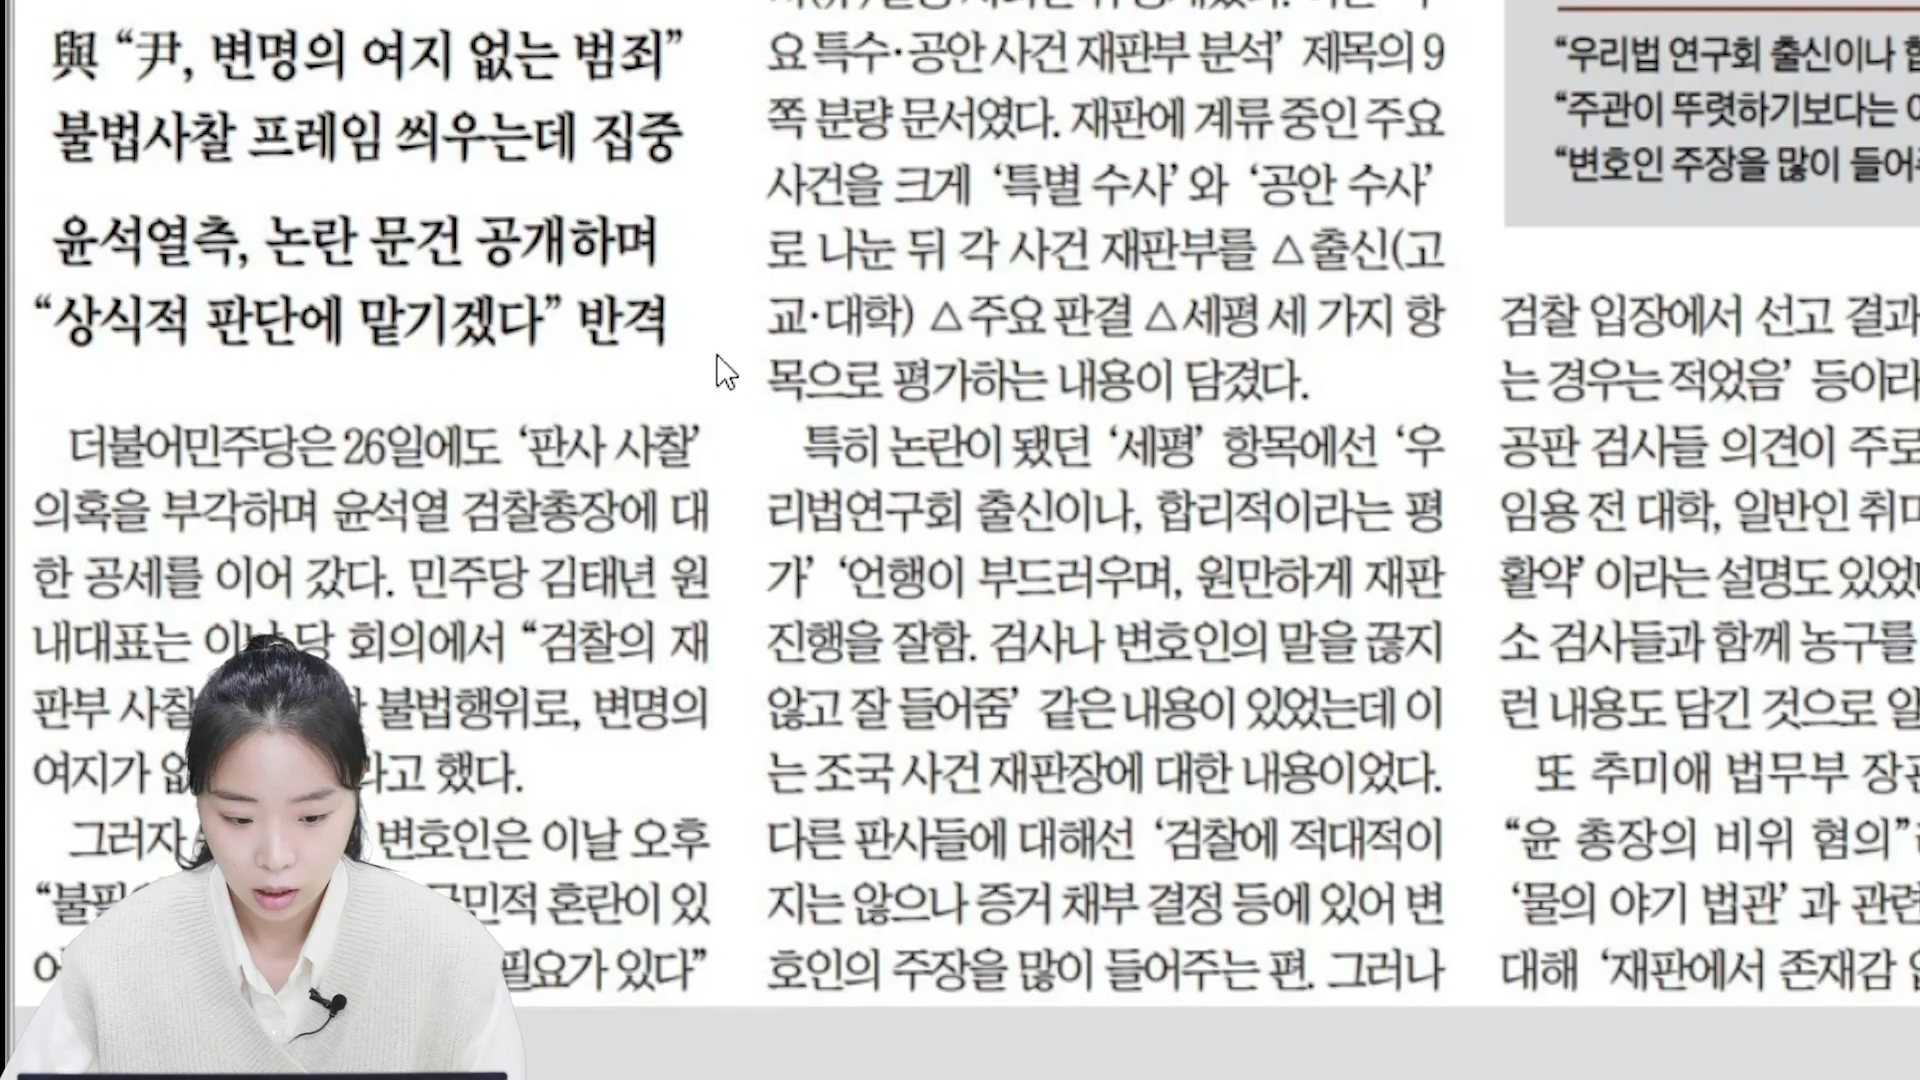 與 “尹, 변명의 여지 없는 범죄”
불법사찰 프레임 씌우는데 집중
윤석열측, 논란 문건 공개하며
“상식적 판단에 맡기겠다” 반격
더불어민주당은 26일에도 ‘판사 사찰’
의혹을 부각하며 윤석열 검찰총장에 대
한 공세를 이어 갔다. 민주당 김태년 원
내대표는 이날 당 회의에서 “검찰의 재
판부 사찰 불법행위로, 변명의
여지가 했다.
그러자 변호인은 이날 오후
혼란이 있
필요가 있다”
요 특수·공안 사건 재판부 분석’ 제목의 9
쪽 분량 문서였다. 재판에 계류 중인 주요
사건을 크게 ‘특별 수사’와 ‘공안 수사’
로 나눈 뒤 각 사건 재판부를 △출신(고
교·대학) △주요 판결 △세평 세 가지 항
목으로 평가하는 내용이 담겼다.
특히 논란이 됐던 ‘세평’ 항목에선 ‘우
리법연구회 출신이나, 합리적이라는 평
가’ ‘언행이 부드러우며, 원만하게 재판
진행을 잘함. 검사나 변호인의 말을 끊지
않고 잘 들어줌’ 같은 내용이 있었는데 이
는 조국 사건 재판장에 대한 내용이었다.
다른 판사들에 대해선 ‘검찰에 적대적이
지는 않으나 증거 채부 결정 등에 있어 변
호인의 주장을 많이 들어주는 편. 그러나
“우리법 연구회 출신이나
“주관이 뚜렷하기보다는
“변호인 주장을 많이
검찰 입장에서 선고 결과
는 경우는 적었음’
공판 검사들 의견이 주로
임용 전 대학, 일반인
활약’이라는 설명도
소 검사들과 함께 농구를
런 내용도 담긴 것으로
또 추미애 법무부
“윤 총장의 비위 혐의”
‘물의 야기 법관’과
대해 ‘재판에서 존재감